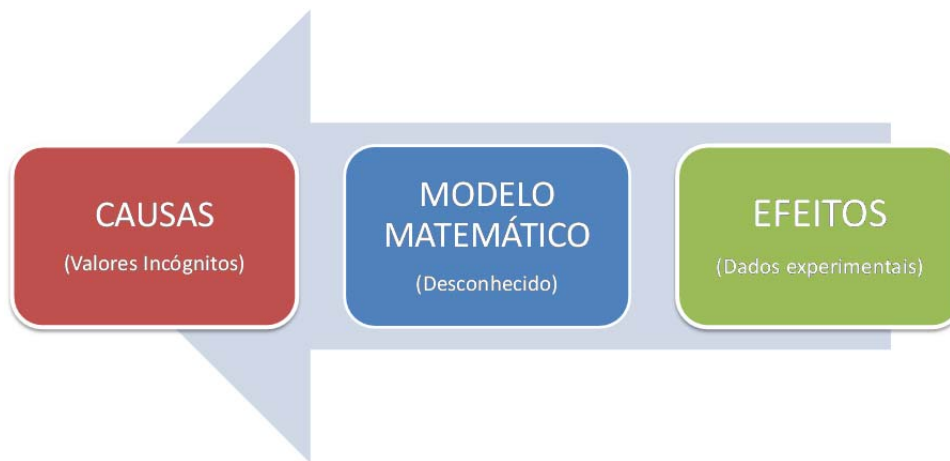 CAUSAS
(Valores Incógnitos)
MODELO
MATEMÁTICO
(Desconhecido)
EFEITOS
(Dados experimentais)